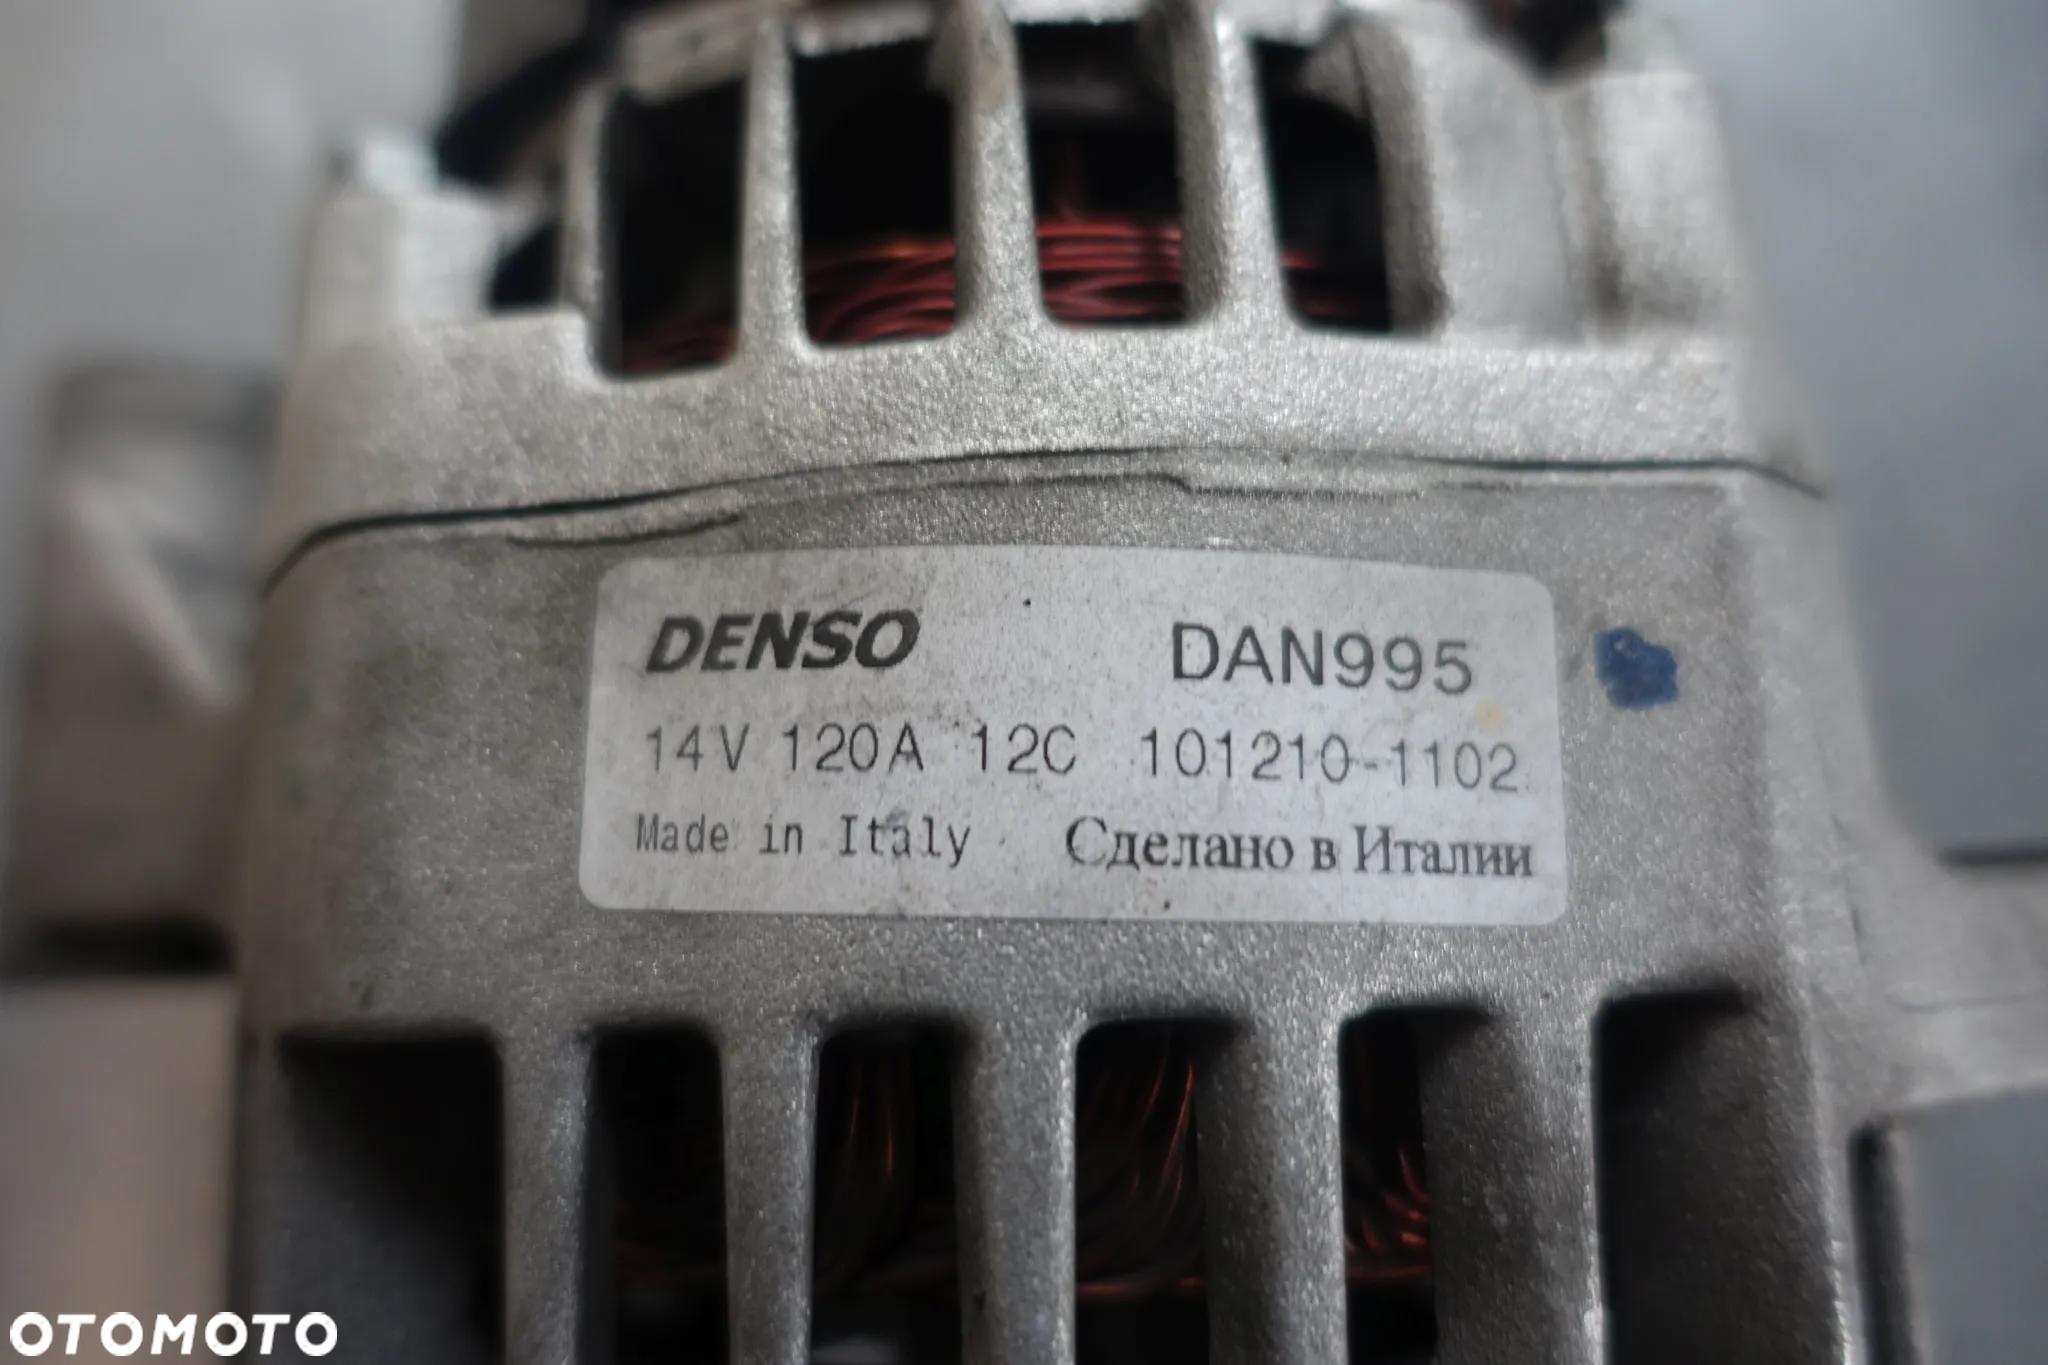 DENSO DAN995
14V 120A 12C 101210-1102
Made in Italy Сделано в Италии
OTOMOTO